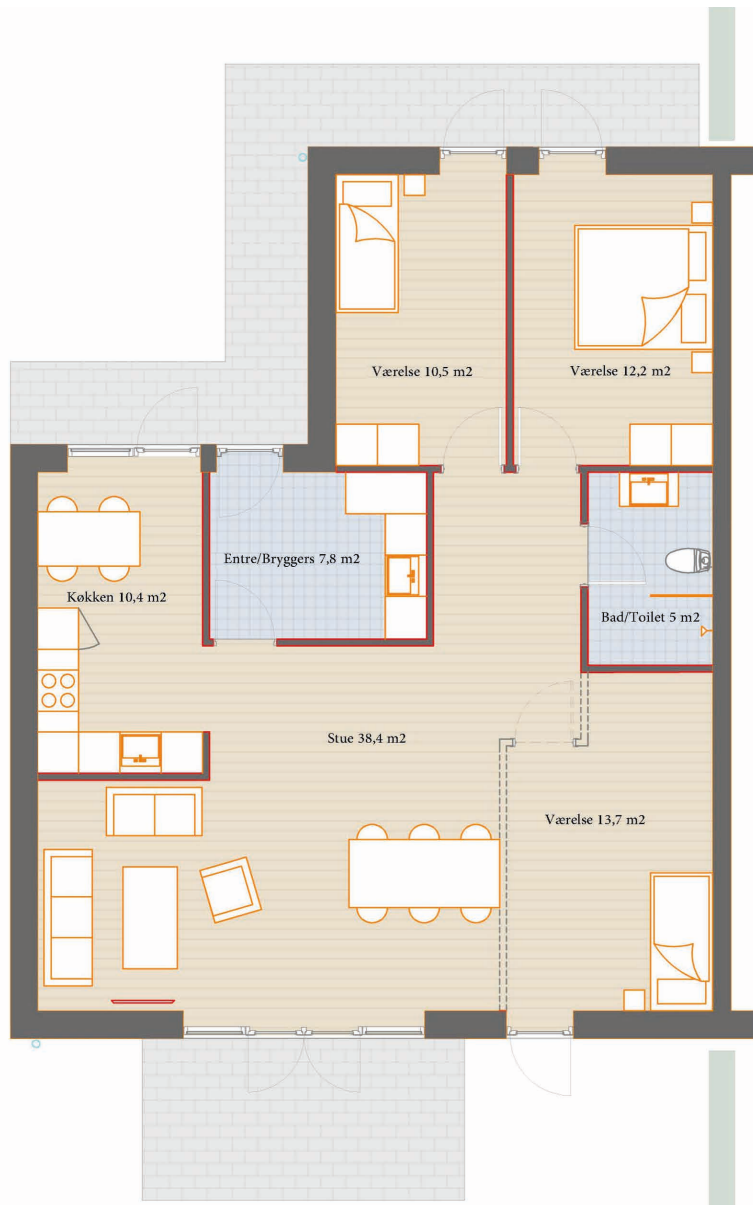 Værelse 10,5 m2
Værelse 12,2 m2
Entre/Bryggers 7,8 m2
Køkken 10,4 m2
Bad/Toilet 5 m2
Stue 38,4 m2
Værelse 13,7 m2